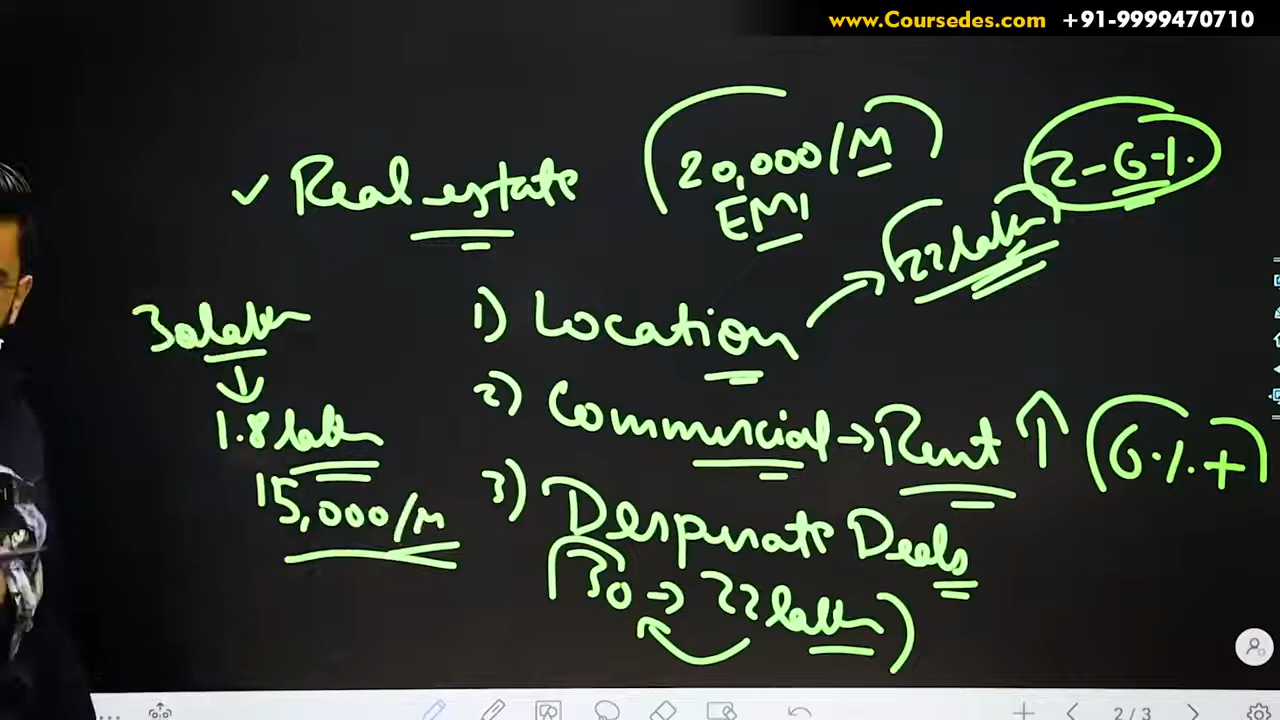 www.Coursedes.com +91-9999470710
✓ Real estate
20,000/M
EMI
2-6%
22 lakh
30 lakh
↓
1.8 lakh
15,000/M
1) Location →
2) Commercial → Rent ↑ (6%+)
3) Desperate Deals
(30 → 22 lakh)
2/3